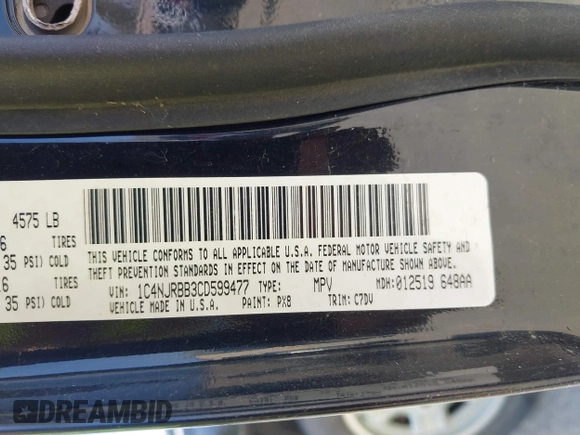 4575 LB
6 TIRES
35 PSI) COLD
16 TIRES
35 PSI) COLD
THIS VEHICLE CONFORMS TO ALL APPLICABLE U.S.A. FEDERAL MOTOR VEHICLE SAFETY AND
THEFT PREVENTION STANDARDS IN EFFECT ON THE DATE OF MANUFACTURE SHOWN ABOVE.
VIN: 1C4NJRBB3CD599477 TYPE: MPV MDH:012519 648AA
VEHICLE MADE IN U.S.A. PAINT: PX8 TRIM: C7DV
DREAMBID